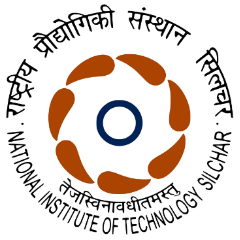 राष्ट्रीय प्रौद्योगिकी संस्थान सिलचर
तेजस्विनावधीतमस्तु
· NATIONAL INSTITUTE OF TECHNOLOGY SILCHAR ·